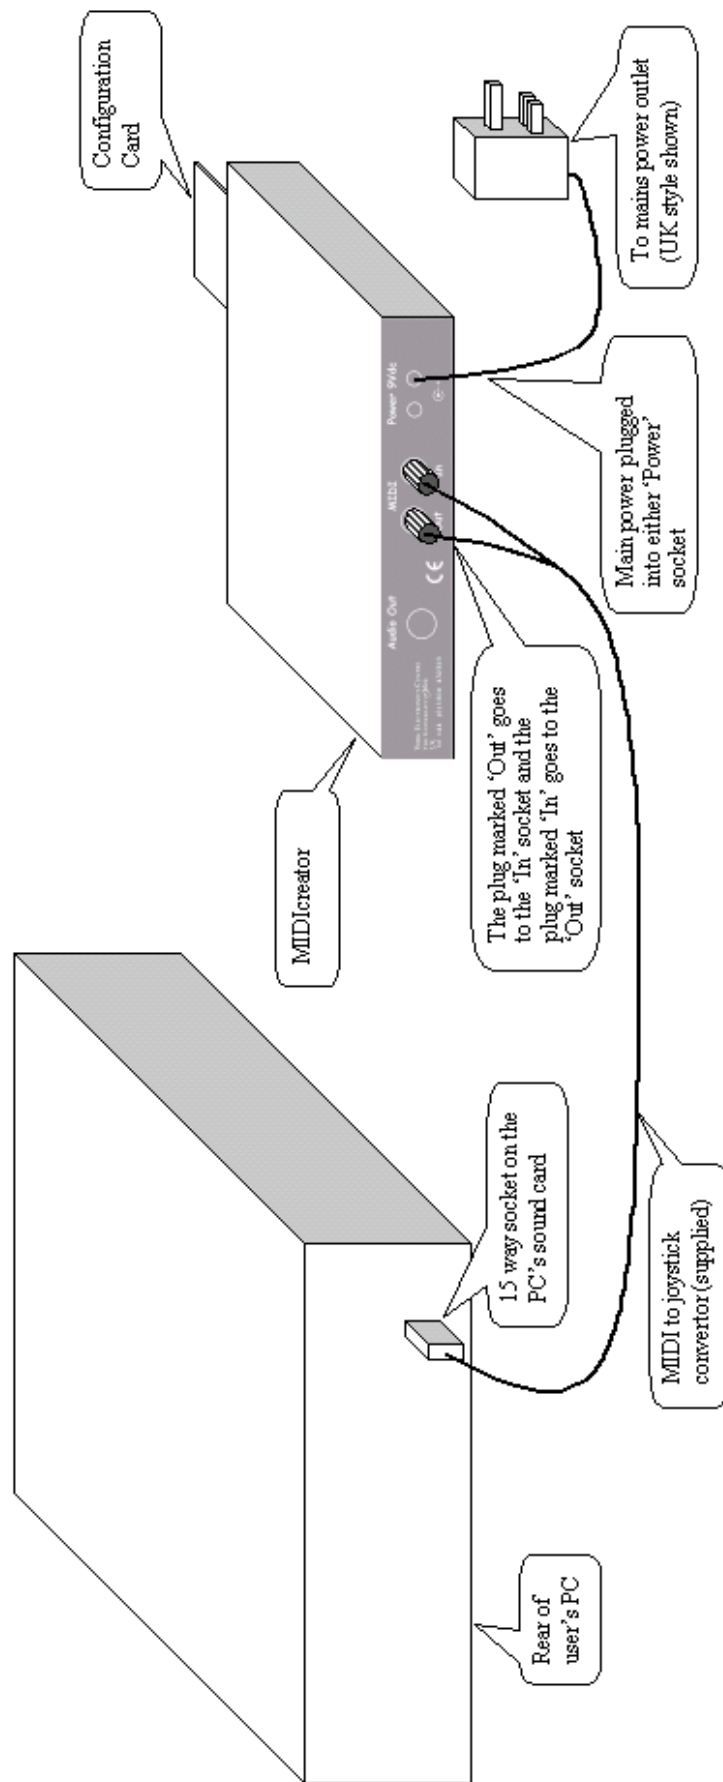 Configuration
Card
MIDIcreator
To mains power outlet
(UK style shown)
Main power plugged
into either ‘Power’
socket
The plug marked ‘Out’ goes
to the ‘In’ socket and the
plug marked ‘In’ goes to the
‘Out’ socket
15 way socket on the
PC’s sound card
MIDI to joystick
convertor (supplied)
Rear of
user’s PC
Audio Out
MIDI
Power 9Vdc
CE